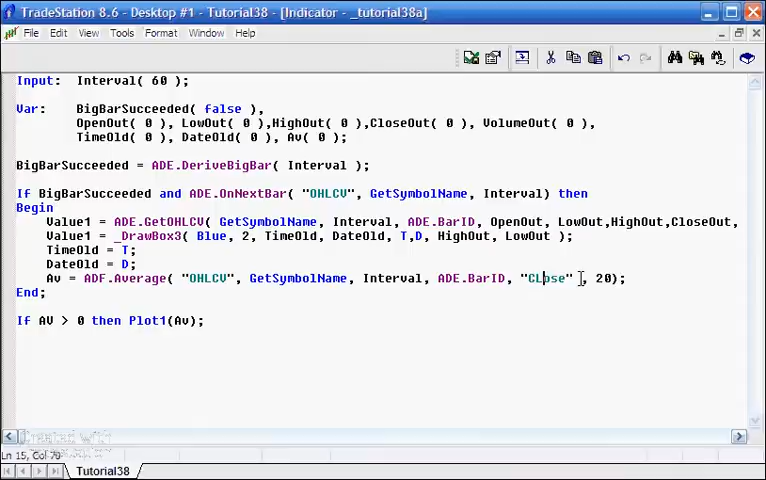 TradeStation 8.6 - Desktop #1 - Tutorial38 - [Indicator - _tutorial38a]
File Edit View Tools Format Window Help
Input: Interval( 60 );
Var: BigBarSucceeded( false ),
OpenOut( 0 ), LowOut( 0 ),HighOut( 0 ),CloseOut( 0 ), VolumeOut( 0 ),
TimeOld( 0 ), DateOld( 0 ), Av( 0 );
BigBarSucceeded = ADE.DeriveBigBar( Interval );
If BigBarSucceeded and ADE.OnNextBar( "OHLCV", GetSymbolName, Interval) then
Begin
Value1 = ADE.GetOHLCV( GetSymbolName, Interval, ADE.BarID, OpenOut, LowOut,HighOut,CloseOut,
Value1 = _DrawBox3( Blue, 2, TimeOld, DateOld, T,D, HighOut, LowOut );
TimeOld = T;
DateOld = D;
Av = ADF.Average( "OHLCV", GetSymbolName, Interval, ADE.BarID, "CLose" , 20);
End;
If AV > 0 then Plot1(Av);
Created with
Ln 15, Col 79
Tutorial38